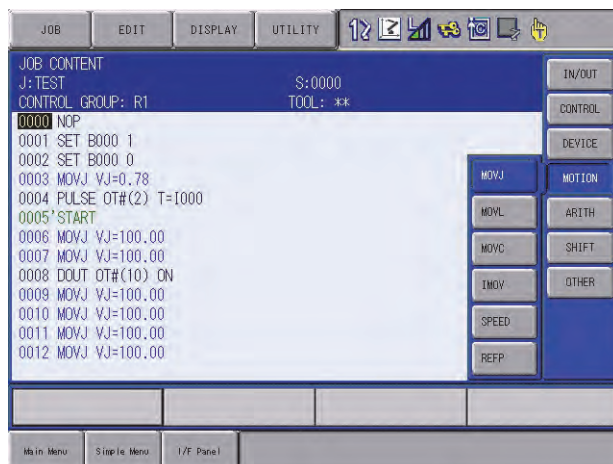 JOB EDIT DISPLAY UTILITY
JOB CONTENT
J:TEST S:0000
CONTROL GROUP: R1 TOOL: **
0000 NOP
0001 SET B000 1
0002 SET B000 0
0003 MOVJ VJ=0.78
0004 PULSE OT#(2) T=I000
0005'START
0006 MOVJ VJ=100.00
0007 MOVJ VJ=100.00
0008 DOUT OT#(10) ON
0009 MOVJ VJ=100.00
0010 MOVJ VJ=100.00
0011 MOVJ VJ=100.00
0012 MOVJ VJ=100.00
MOVJ
MOVL
MOVC
IMOV
SPEED
REFP
IN/OUT
CONTROL
DEVICE
MOTION
ARITH
SHIFT
OTHER
Main Menu Simple Menu I/F Panel